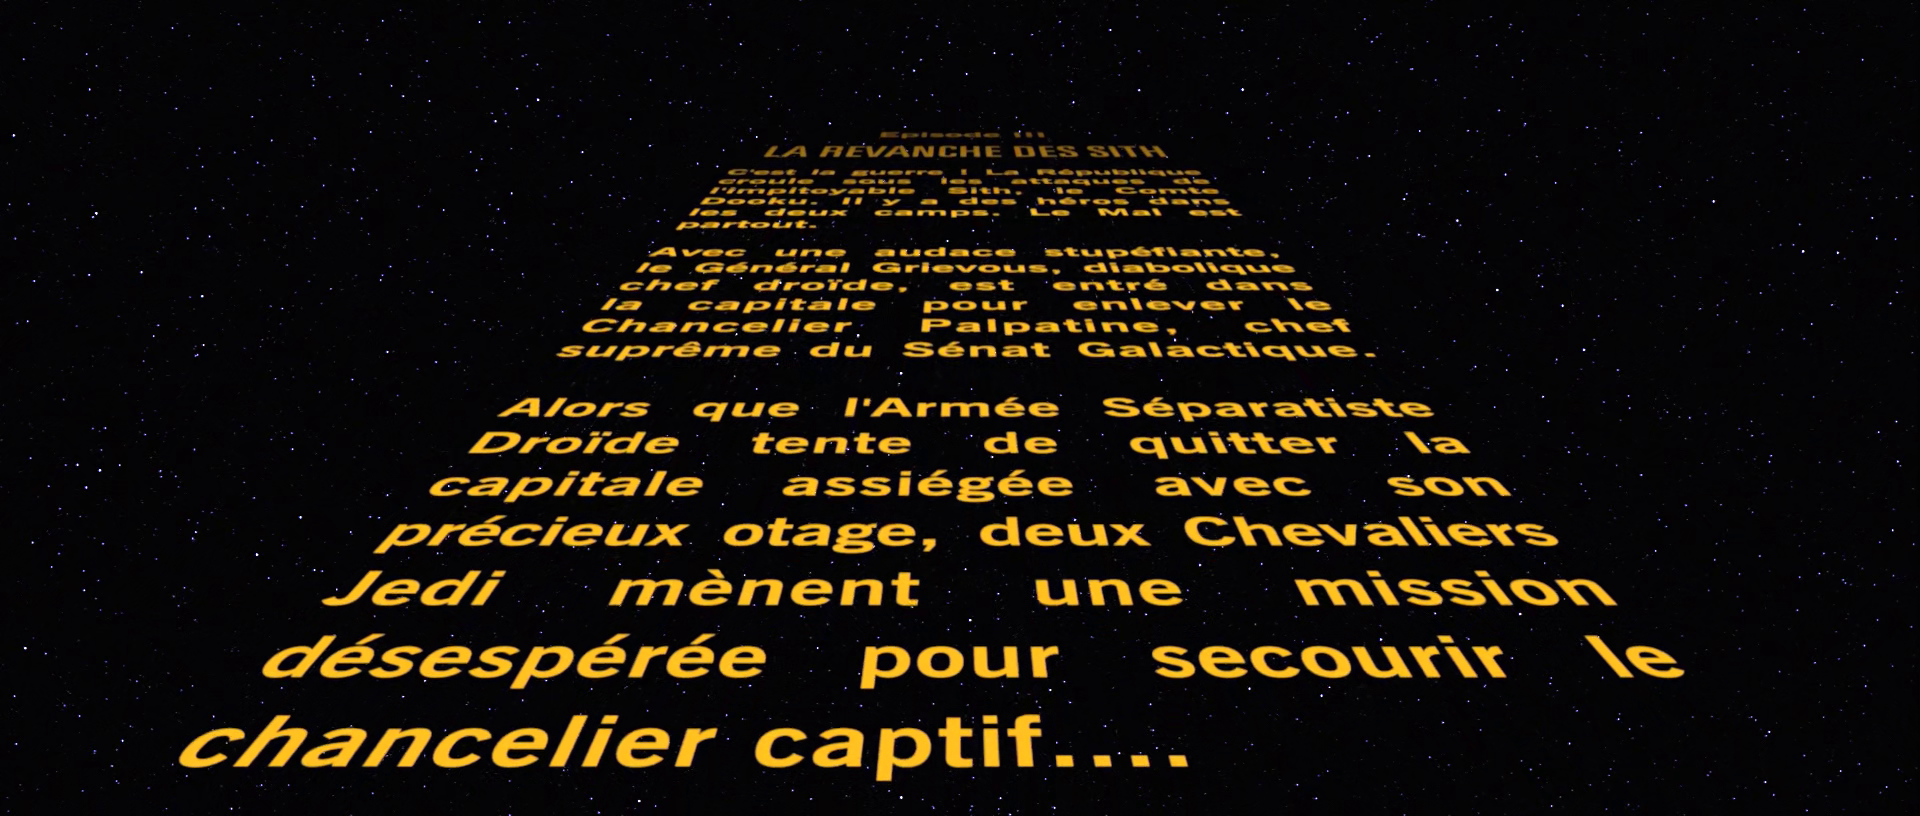 Episode III
LA REVANCHE DES SITH
C'est la guerre ! La République
croule sous les attaques de
l'impitoyable Sith, le Comte
Dooku. Il y a des héros dans
les deux camps. Le Mal est
partout.
Avec une audace stupéfiante,
le Général Grievous, diabolique
chef droïde, est entré dans
la capitale pour enlever le
Chancelier Palpatine, chef
suprême du Sénat Galactique.
Alors que l'Armée Séparatiste
Droïde tente de quitter la
capitale assiégée avec son
précieux otage, deux Chevaliers
Jedi mènent une mission
désespérée pour secourir le
chancelier captif....